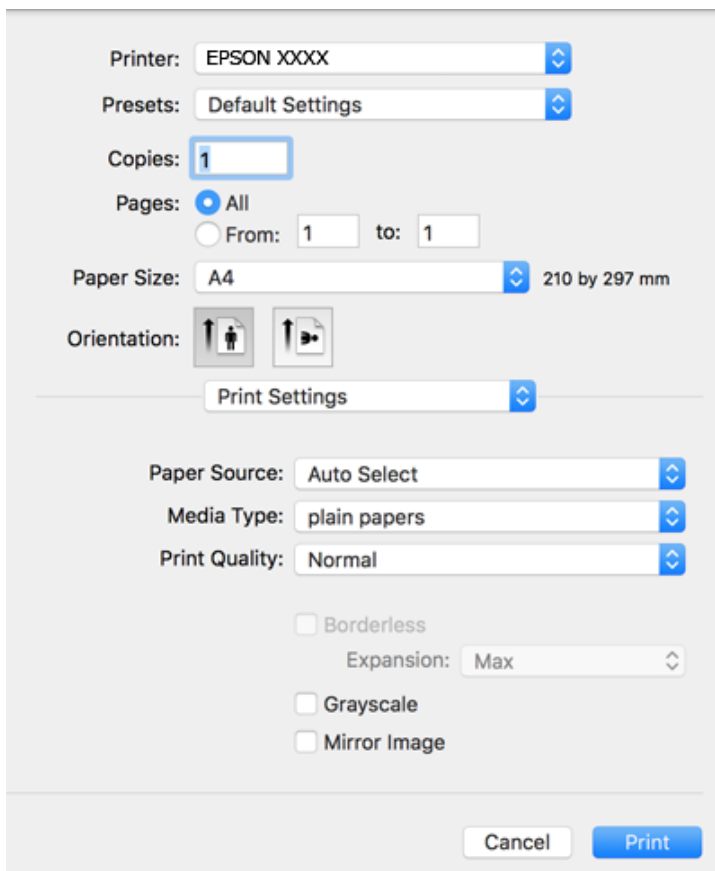 Printer: EPSON XXXX
Presets: Default Settings
Copies: 1
Pages: All
From: 1 to: 1
Paper Size: A4 210 by 297 mm
Orientation:
Print Settings
Paper Source: Auto Select
Media Type: plain papers
Print Quality: Normal
Borderless
Expansion: Max
Grayscale
Mirror Image
Cancel Print